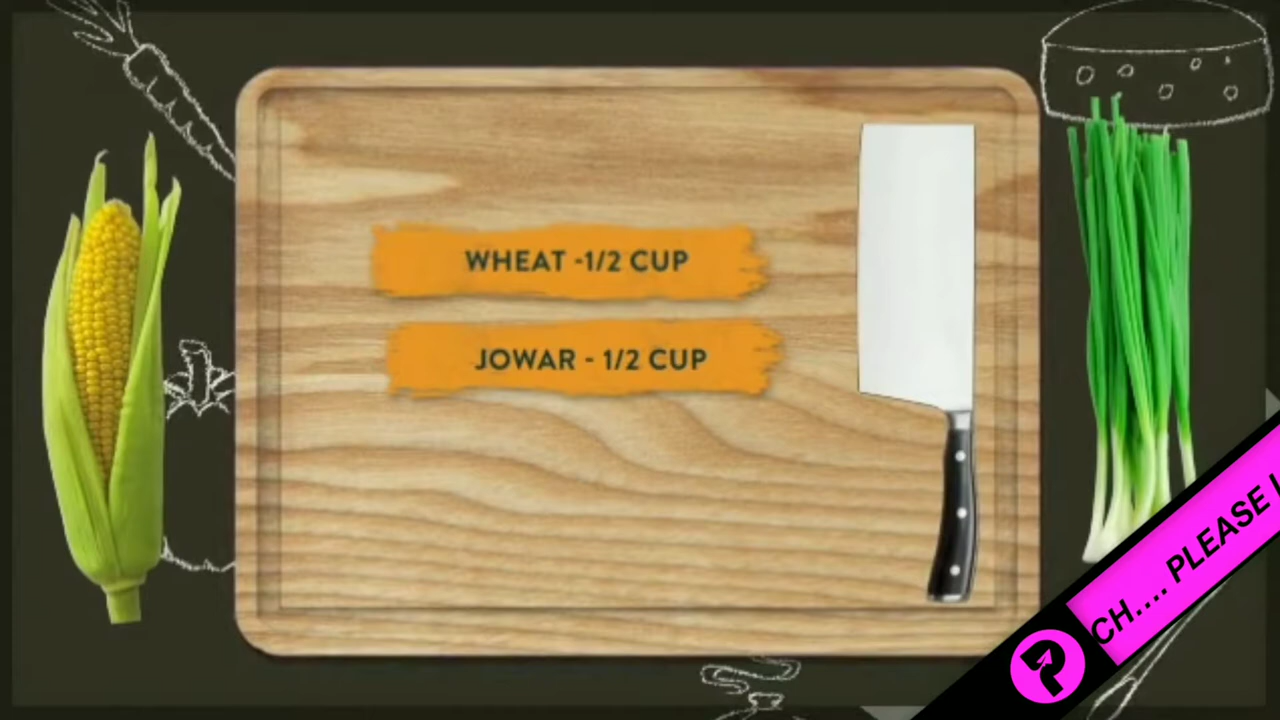 WHEAT -1/2 CUP
JOWAR - 1/2 CUP
CH.... PLEASE